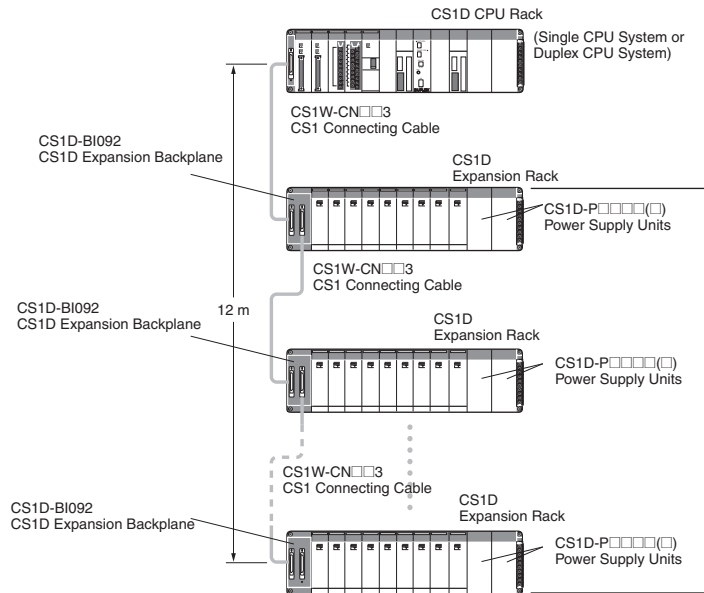 CS1D CPU Rack
(Single CPU System or
Duplex CPU System)
CS1W-CN□□3
CS1 Connecting Cable
CS1D-BI092
CS1D Expansion Backplane
CS1D
Expansion Rack
CS1D-P□□□□(□)
Power Supply Units
CS1W-CN□□3
CS1 Connecting Cable
CS1D-BI092
CS1D Expansion Backplane
12 m
CS1D
Expansion Rack
CS1D-P□□□□(□)
Power Supply Units
CS1W-CN□□3
CS1 Connecting Cable
CS1D-BI092
CS1D Expansion Backplane
CS1D
Expansion Rack
CS1D-P□□□□(□)
Power Supply Units